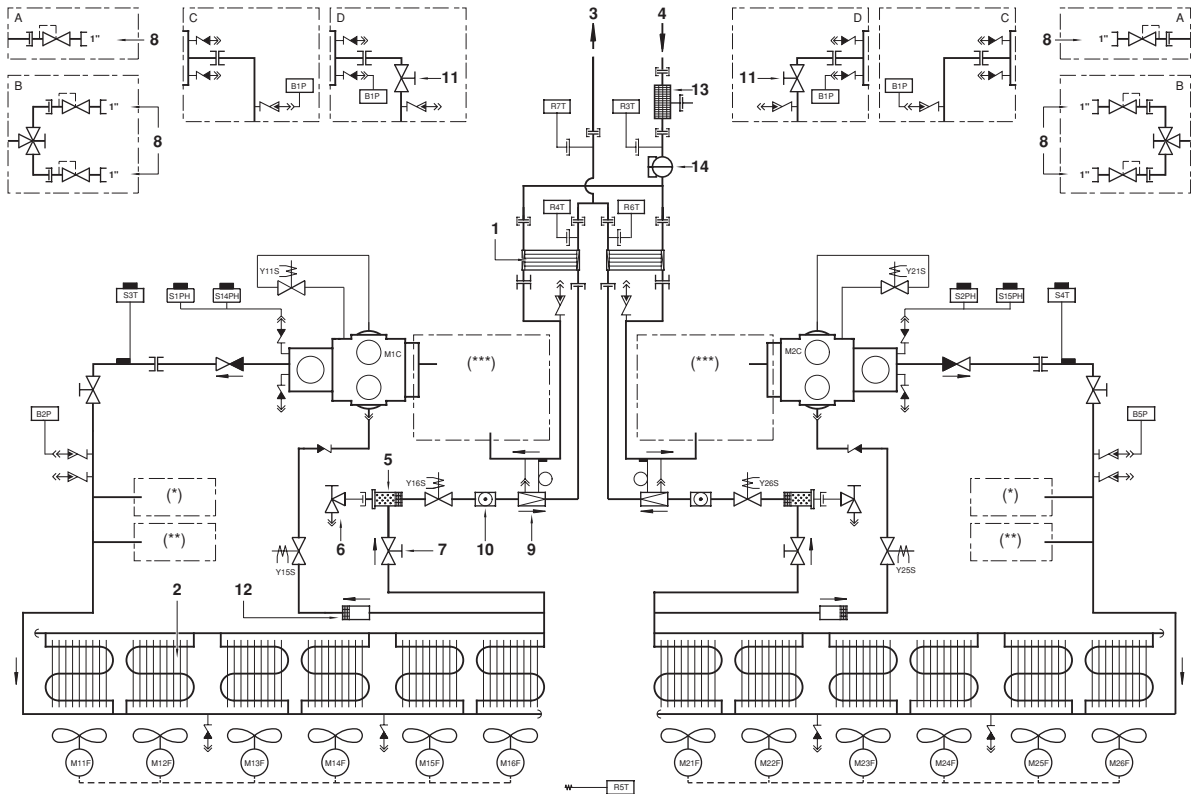 A
C
D
3
4
D
C
A
1"
8
B1P
B1P
11
11
B1P
B1P
8
1"
R7T
R3T
13
B
1"
8
1"
14
B
8
1"
1"
1
R4T
R6T
Y11S
Y21S
S3T
S1PH
S14PH
S2PH
S15PH
S4T
M1C
(***)
(***)
M2C
B2P
B5P
5
Y16S
Y26S
(*)
(*)
6
7
10
9
(**)
(**)
Y15S
Y25S
2
12
M11F
M12F
M13F
M14F
M15F
M16F
M21F
M22F
M23F
M24F
M25F
M26F
R5T